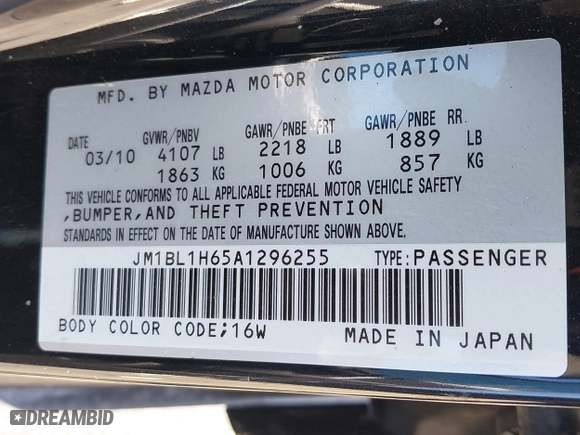 MFD. BY MAZDA MOTOR CORPORATION
DATE GVWR/PNBV GAWR/PNBE FRT GAWR/PNBE RR
03/10 4107 LB 2218 LB 1889 LB
1863 KG 1006 KG 857 KG
THIS VEHICLE CONFORMS TO ALL APPLICABLE FEDERAL MOTOR VEHICLE SAFETY
,BUMPER,AND THEFT PREVENTION
STANDARDS IN EFFECT ON THE DATE OF MANUFACTURE SHOWN ABOVE.
JM1BL1H65A1296255 TYPE:PASSENGER
BODY COLOR CODE;16W MADE IN JAPAN
DREAMBID